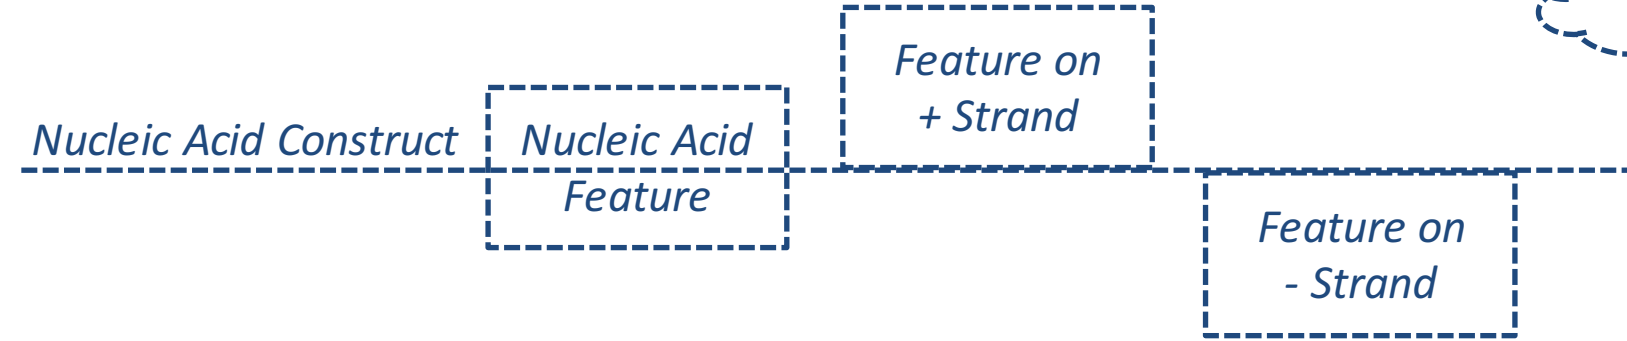 Nucleic Acid Construct
Nucleic Acid
Feature
Feature on
+ Strand
Feature on
- Strand